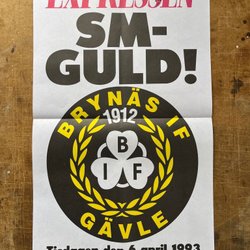 EXPRESSEN
SM-
GULD!
BRYNÄS IF
1912
B
I F
GÄVLE
Tisdagen den 6 april 1993